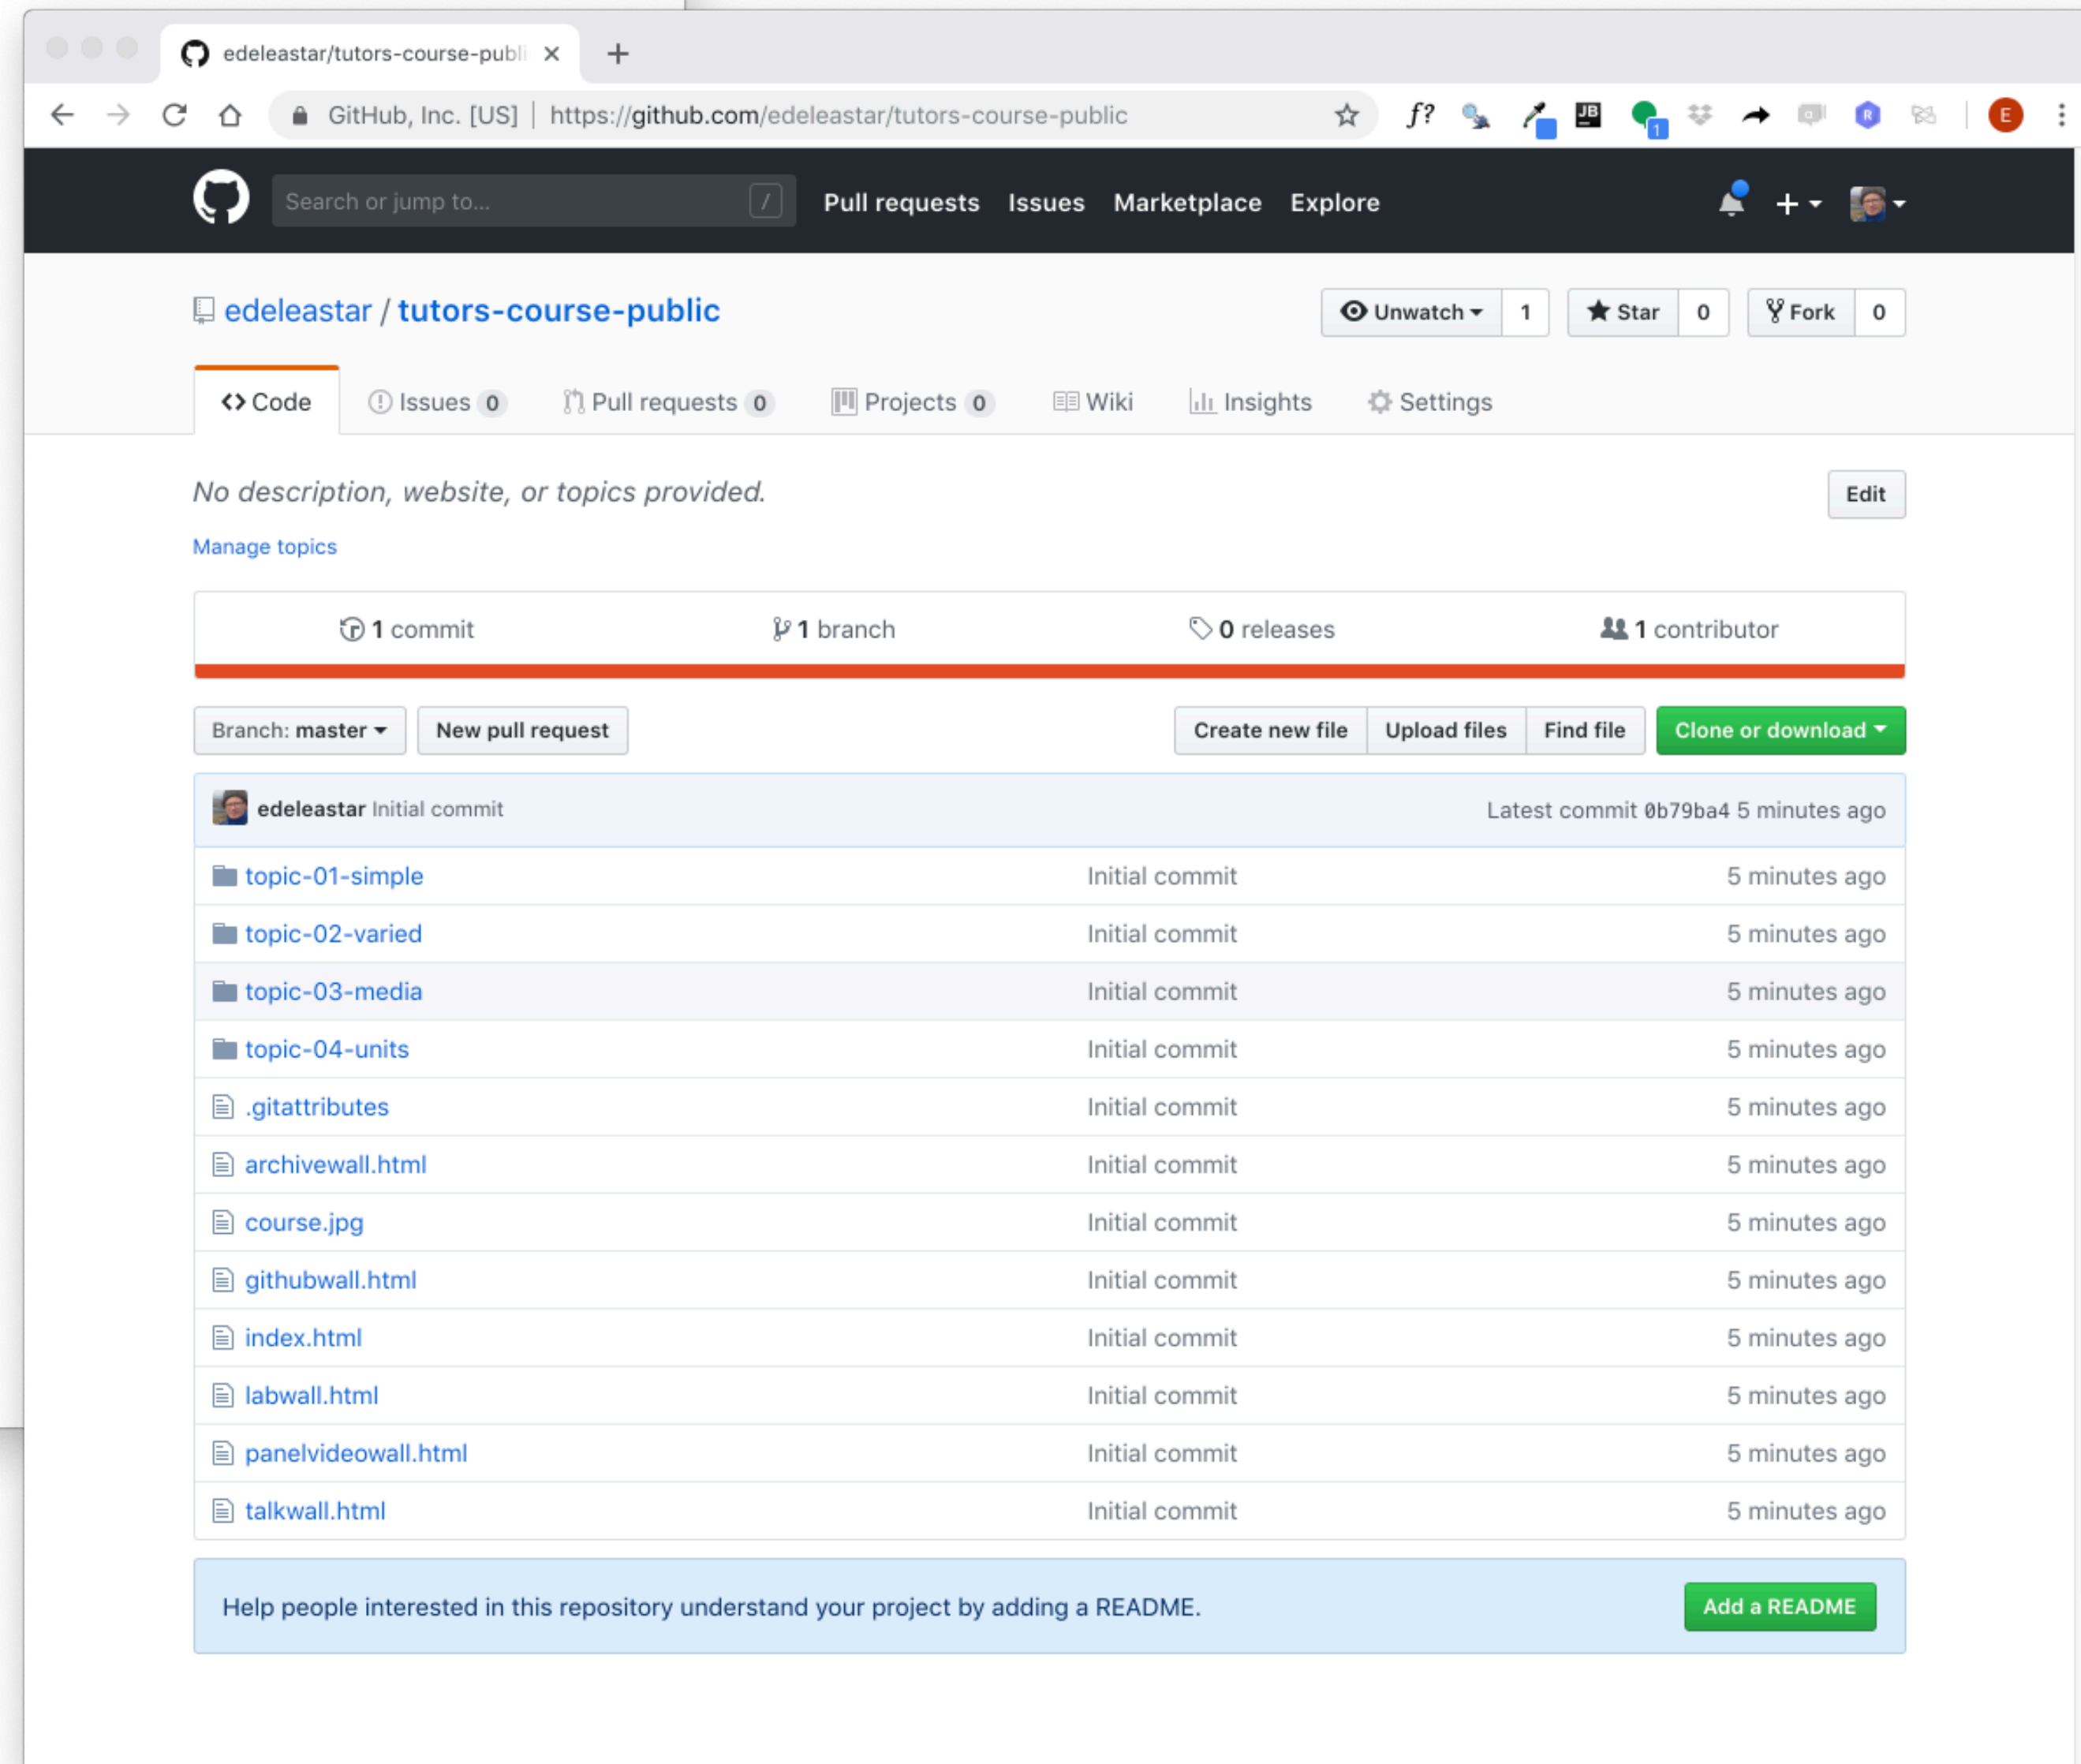 edeleastar/tutors-course-publi
GitHub, Inc. [US] | https://github.com/edeleastar/tutors-course-public
f? JB 1 R E
Search or jump to... / Pull requests Issues Marketplace Explore
edeleastar / tutors-course-public Unwatch 1 Star 0 Fork 0
Code Issues 0 Pull requests 0 Projects 0 Wiki Insights Settings
No description, website, or topics provided. Edit
Manage topics
1 commit 1 branch 0 releases 1 contributor
Branch: master New pull request Create new file Upload files Find file Clone or download
edeleastar Initial commit Latest commit 0b79ba4 5 minutes ago
topic-01-simple Initial commit 5 minutes ago
topic-02-varied Initial commit 5 minutes ago
topic-03-media Initial commit 5 minutes ago
topic-04-units Initial commit 5 minutes ago
.gitattributes Initial commit 5 minutes ago
archivewall.html Initial commit 5 minutes ago
course.jpg Initial commit 5 minutes ago
githubwall.html Initial commit 5 minutes ago
index.html Initial commit 5 minutes ago
labwall.html Initial commit 5 minutes ago
panelvideowall.html Initial commit 5 minutes ago
talkwall.html Initial commit 5 minutes ago
Help people interested in this repository understand your project by adding a README. Add a README